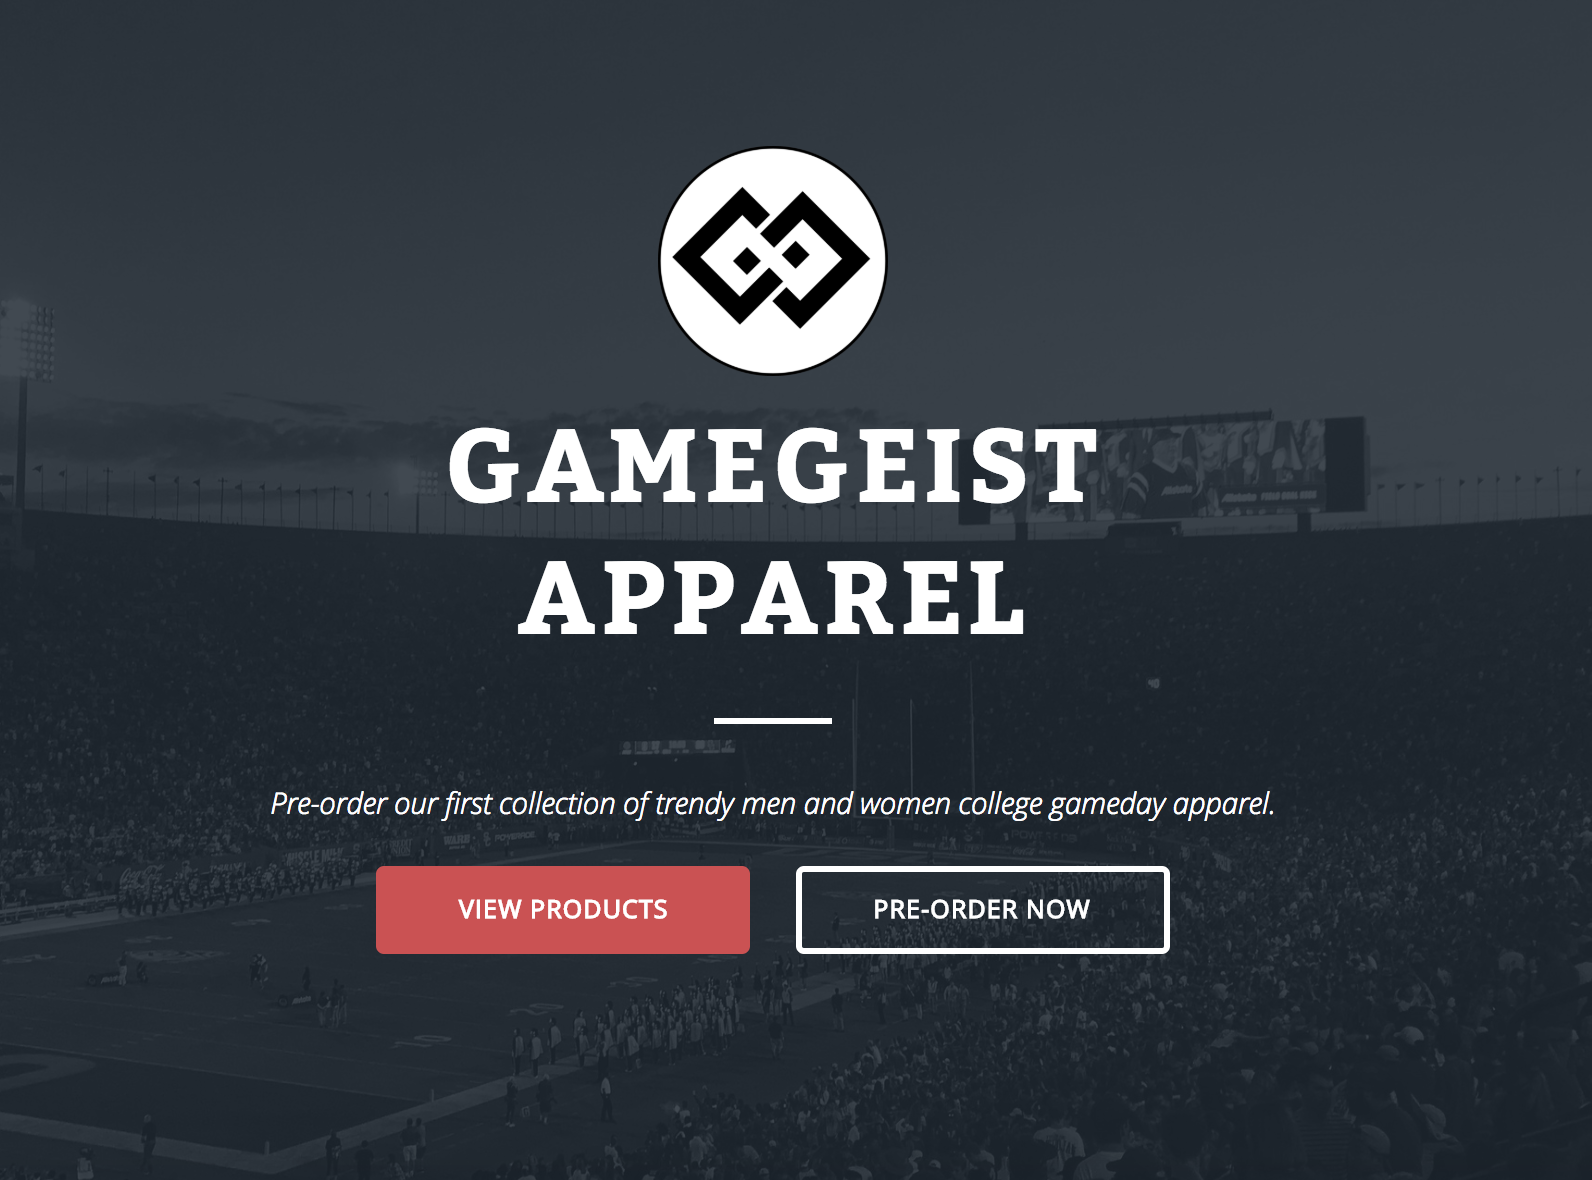 GAMEGEIST
APPAREL
Pre-order our first collection of trendy men and women college gameday apparel.
VIEW PRODUCTS
PRE-ORDER NOW